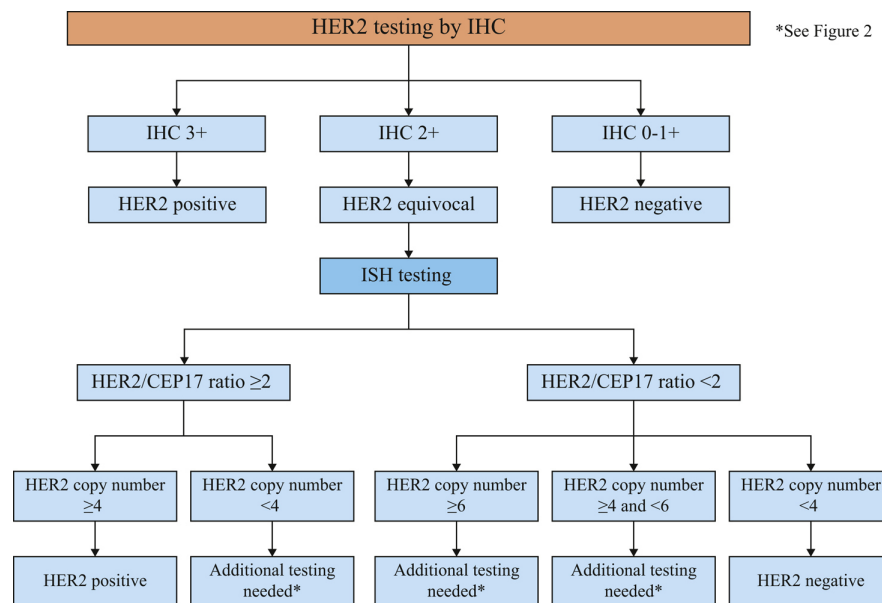 HER2 testing by IHC
*See Figure 2
IHC 3+
IHC 2+
IHC 0-1+
HER2 positive
HER2 equivocal
HER2 negative
ISH testing
HER2/CEP17 ratio ≥2
HER2/CEP17 ratio <2
HER2 copy number
≥4
HER2 copy number
<4
HER2 copy number
≥6
HER2 copy number
≥4 and <6
HER2 copy number
<4
HER2 positive
Additional testing
needed*
Additional testing
needed*
Additional testing
needed*
HER2 negative